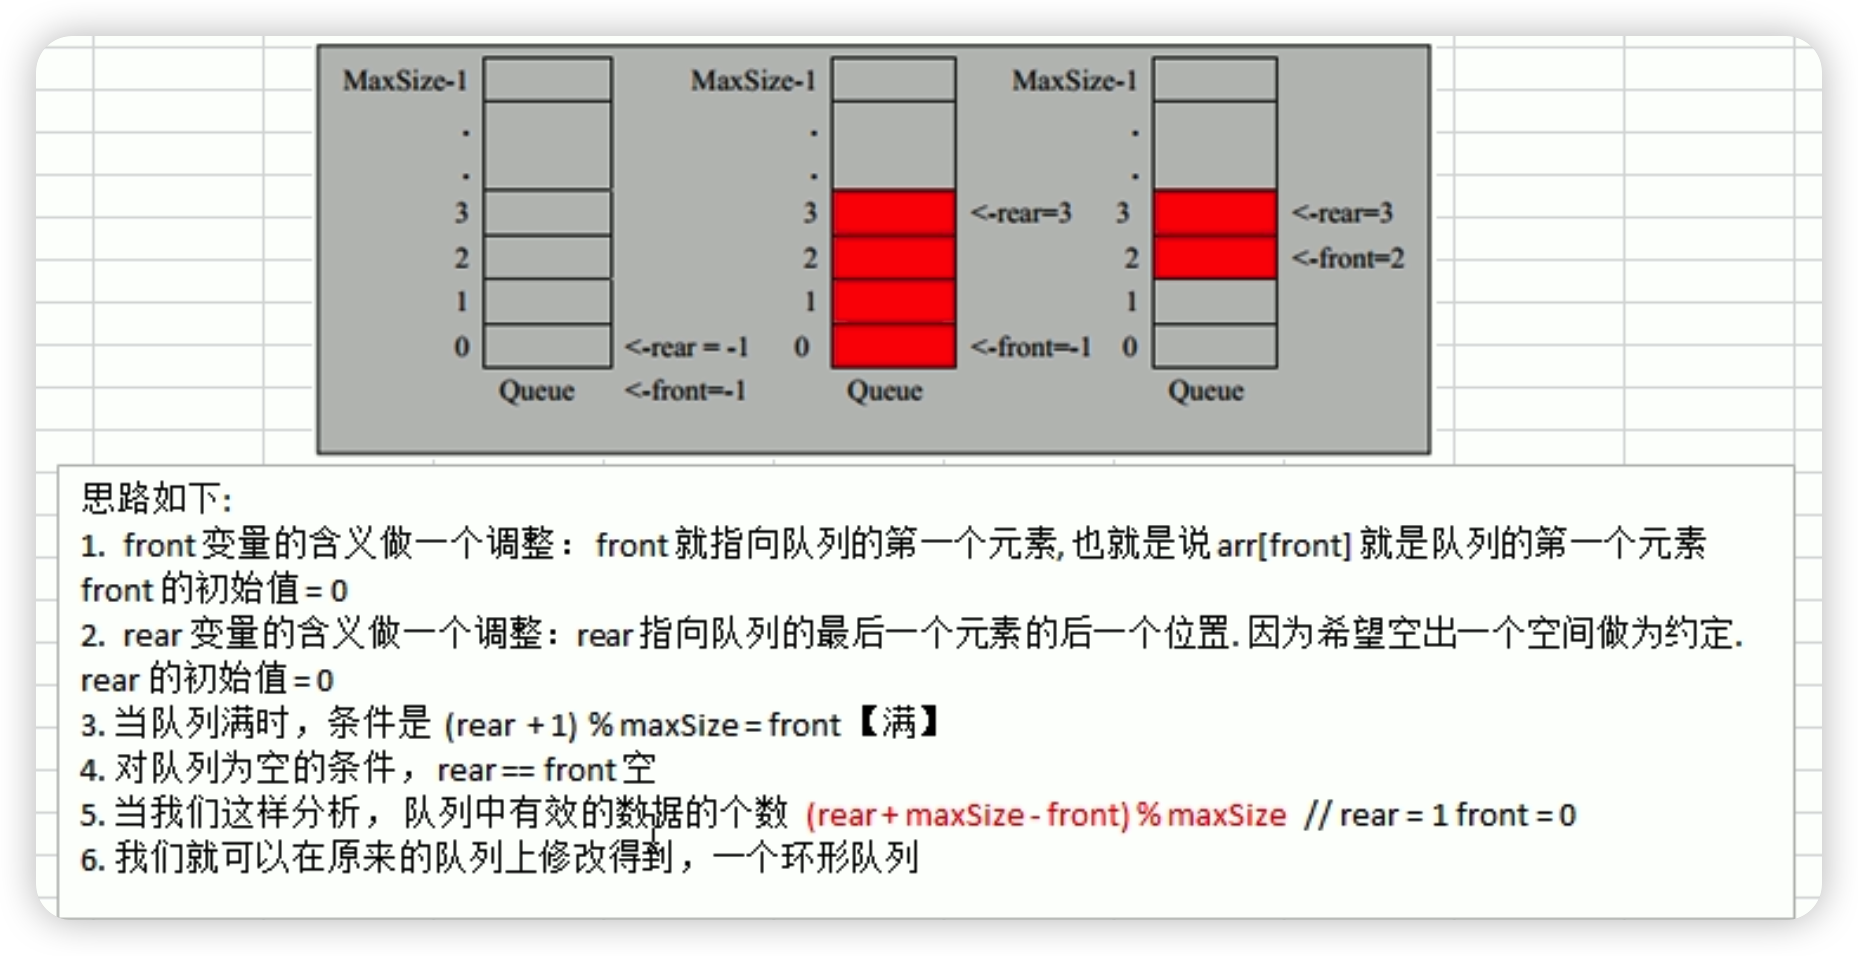 MaxSize-1 MaxSize-1 MaxSize-1
. . .
. . .
3 3 <-rear=3 3 <-rear=3
2 2 2 <-front=2
1 1 1
0 <-rear = -1 0 <-front=-1 0
Queue <-front=-1 Queue Queue
思路如下:
1. front 变量的含义做一个调整：front 就指向队列的第一个元素, 也就是说 arr[front] 就是队列的第一个元素
front 的初始值 = 0
2. rear 变量的含义做一个调整：rear 指向队列的最后一个元素的后一个位置. 因为希望空出一个空间做为约定.
rear 的初始值 = 0
3. 当队列满时，条件是 (rear + 1) % maxSize = front 【满】
4. 对队列为空的条件，rear == front 空
5. 当我们这样分析，队列中有效的数据的个数 (rear + maxSize - front) % maxSize // rear = 1 front = 0
6. 我们就可以在原来的队列上修改得到，一个环形队列